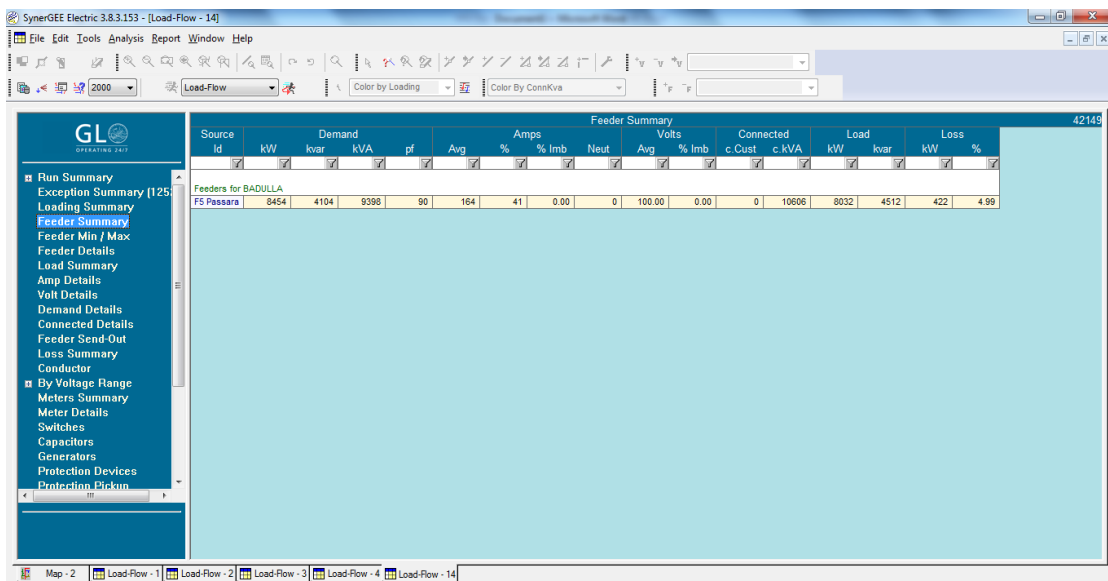 SynerGEE Electric 3.8.3.153 - [Load-Flow - 14]
File Edit Tools Analysis Report Window Help
2000 Load-Flow Color by Loading Color By ConnKva
GL
OPERATING 24/7
Run Summary
Exception Summary (125
Loading Summary
Feeder Summary
Feeder Min / Max
Feeder Details
Load Summary
Amp Details
Volt Details
Demand Details
Connected Details
Feeder Send-Out
Loss Summary
Conductor
By Voltage Range
Meters Summary
Meter Details
Switches
Capacitors
Generators
Protection Devices
Protection Pickup
Feeder Summary 42149
Source Demand Amps Volts Connected Load Loss
Id kW kvar kVA pf Avg % % Imb Neut Avg % Imb c.Cust c.kVA kW kvar kW %
Feeders for BADULLA
F5 Passara 8454 4104 9398 90 164 41 0.00 0 100.00 0.00 0 10606 8032 4512 422 4.99
Map - 2 Load-Flow - 1 Load-Flow - 2 Load-Flow - 3 Load-Flow - 4 Load-Flow - 14